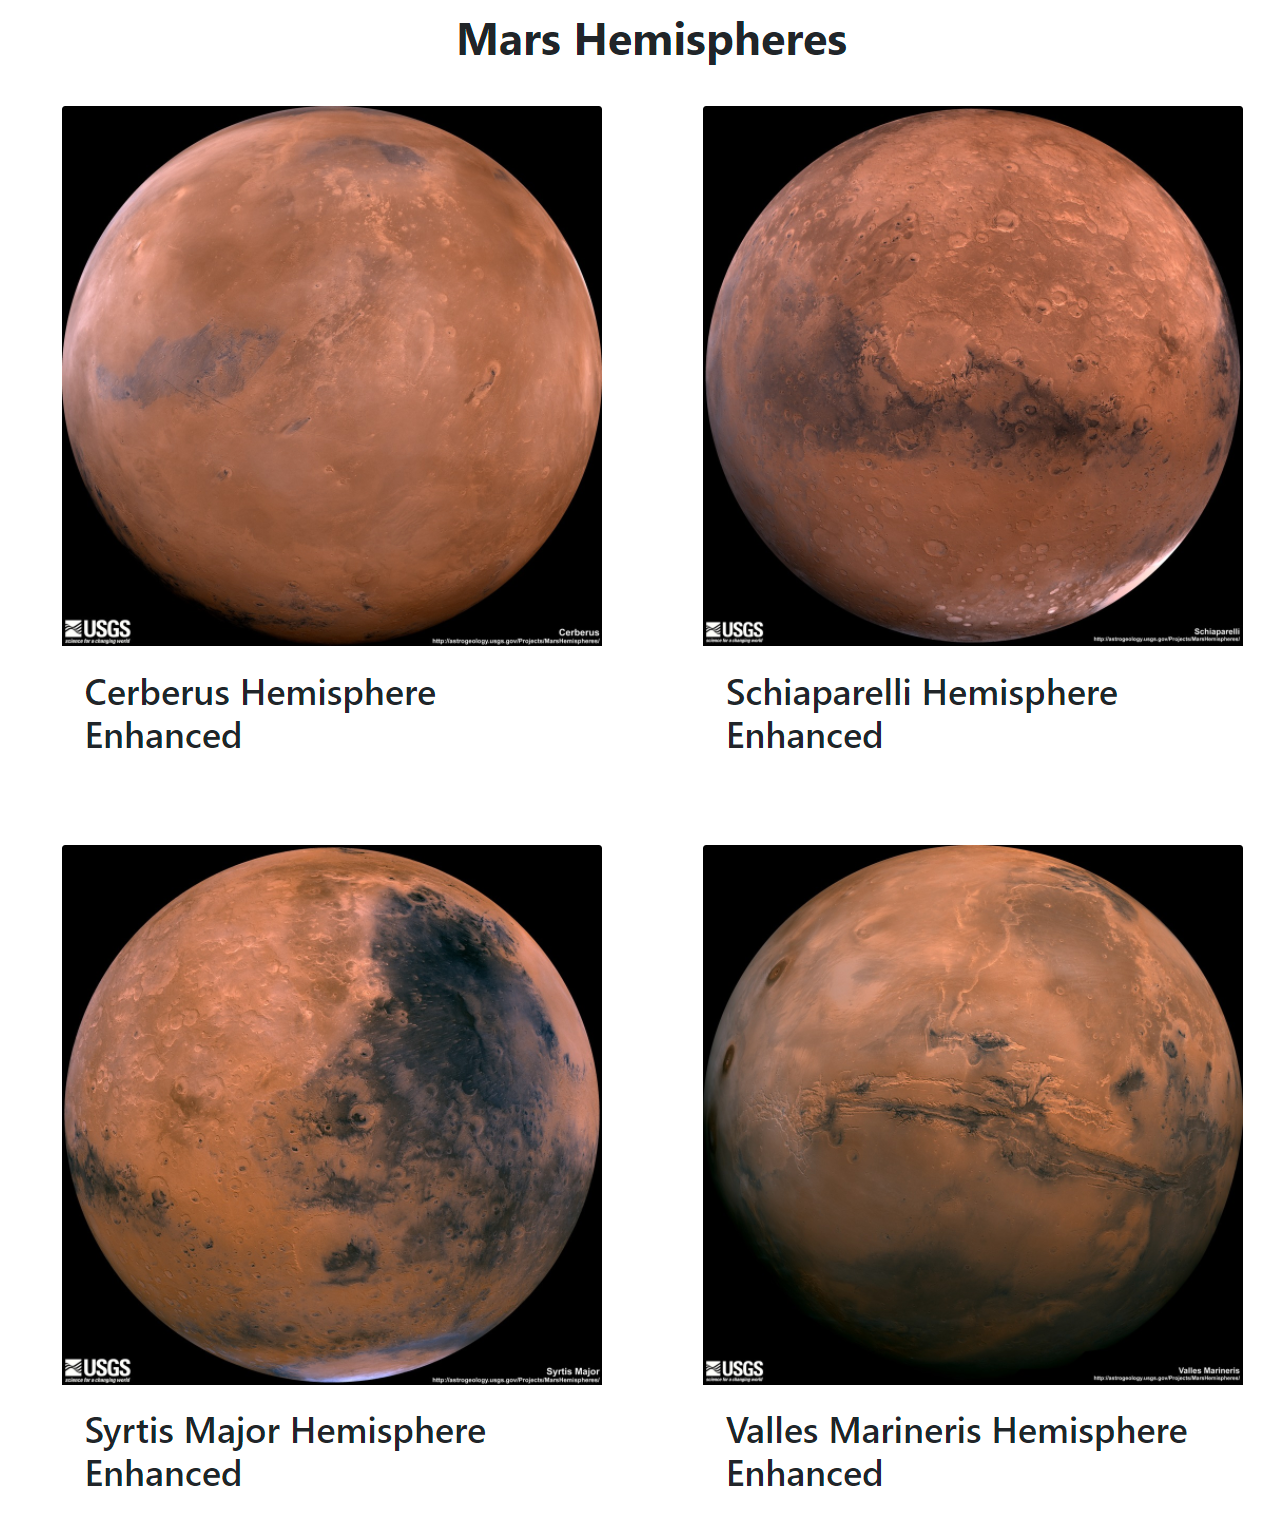 Mars Hemispheres
USGS
science for a changing world
Cerberus
http://astrogeology.usgs.gov/Projects/MarsHemispheres/
USGS
science for a changing world
Schiaparelli
http://astrogeology.usgs.gov/Projects/MarsHemispheres/
Cerberus Hemisphere
Enhanced
Schiaparelli Hemisphere
Enhanced
USGS
science for a changing world
Syrtis Major
http://astrogeology.usgs.gov/Projects/MarsHemispheres/
USGS
science for a changing world
Valles Marineris
http://astrogeology.usgs.gov/Projects/MarsHemispheres/
Syrtis Major Hemisphere
Enhanced
Valles Marineris Hemisphere
Enhanced